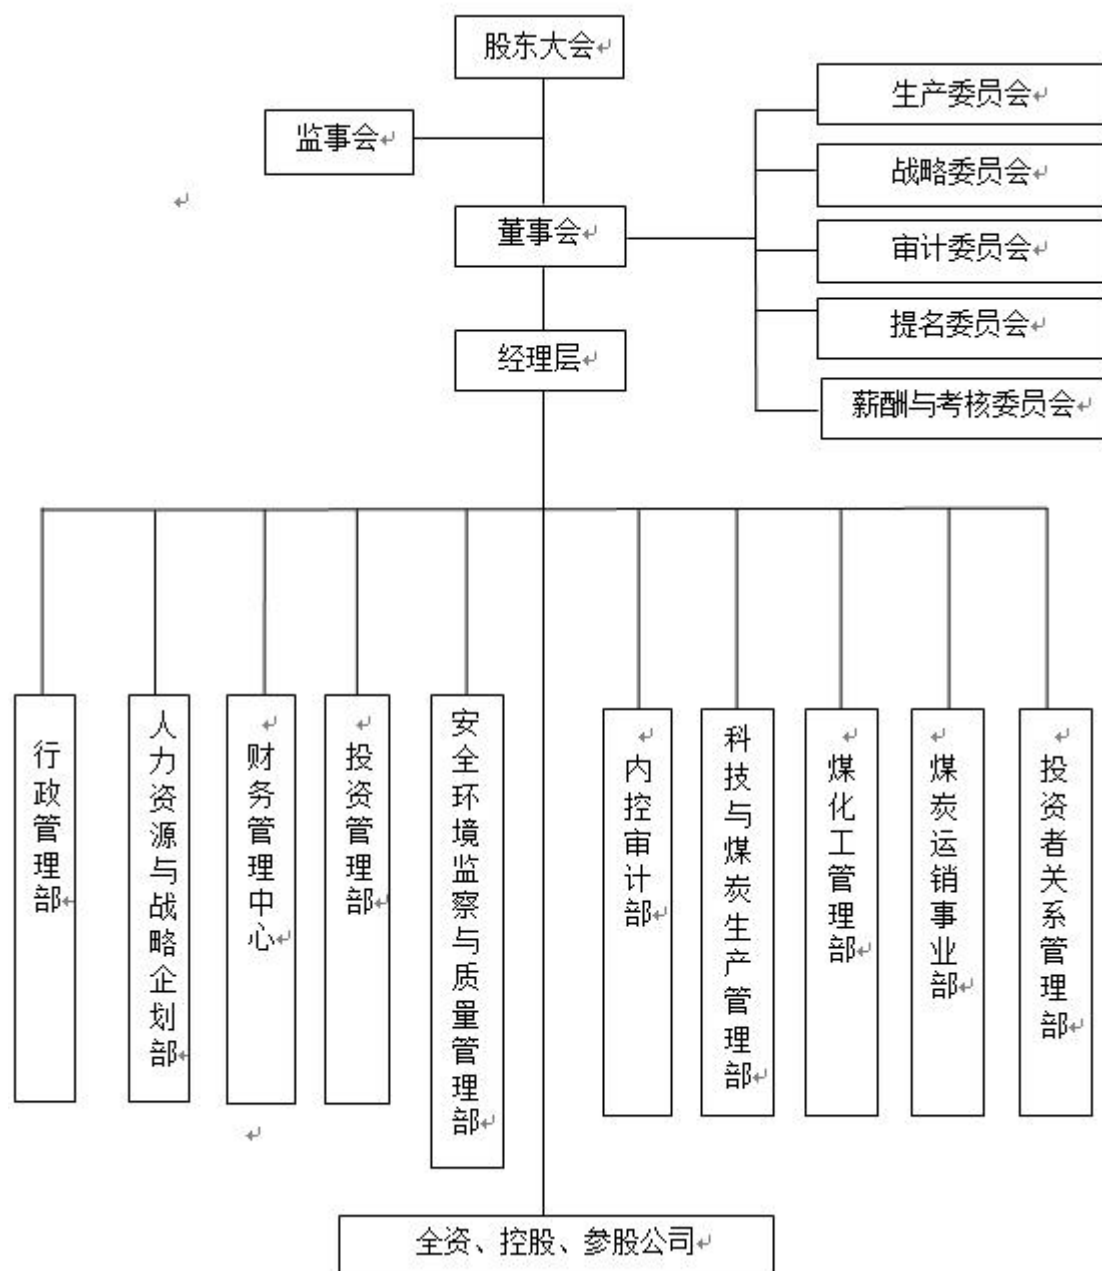 股东大会
监事会
生产委员会
战略委员会
董事会
审计委员会
提名委员会
经理层
薪酬与考核委员会
行政管理部
人力资源与战略企划部
财务管理中心
投资管理部
安全环境监察与质量管理部
内控审计部
科技与煤炭生产管理部
煤化工管理部
煤炭运销事业部
投资者关系管理部
全资、控股、参股公司